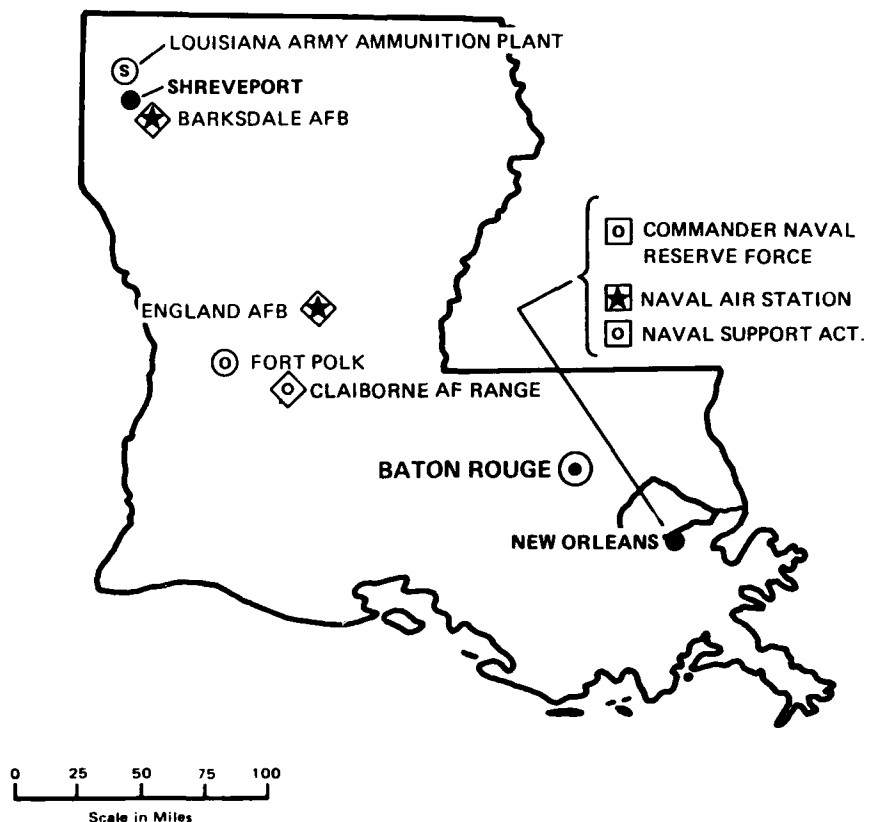 LOUISIANA ARMY AMMUNITION PLANT
S
SHREVEPORT
BARKSDALE AFB
O COMMANDER NAVAL
RESERVE FORCE
NAVAL AIR STATION
O NAVAL SUPPORT ACT.
ENGLAND AFB
O FORT POLK
O CLAIBORNE AF RANGE
BATON ROUGE
NEW ORLEANS
0 25 50 75 100
Scale in Miles